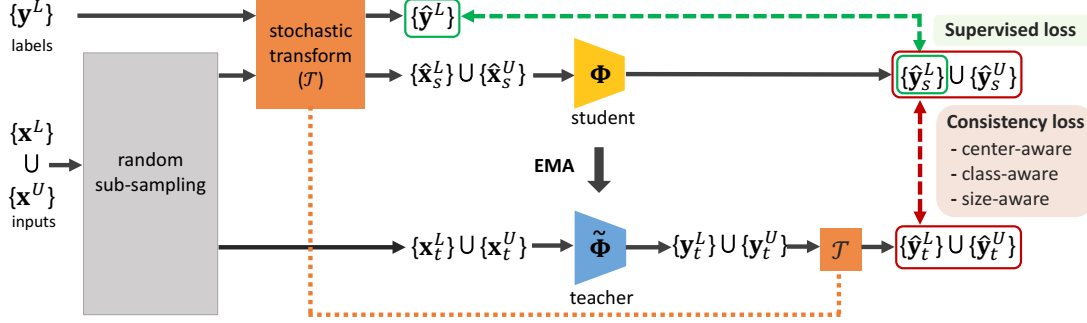 {𝐲^L}
labels
stochastic
transform
(𝒯)
{ŷ^L}
Supervised loss
{x̂_s^L} ∪ {x̂_s^U}
Φ
student
{ŷ_s^L} ∪ {ŷ_s^U}
{𝐱^L}
∪
{𝐱^U}
inputs
random
sub-sampling
EMA
Consistency loss
- center-aware
- class-aware
- size-aware
{𝐱_t^L} ∪ {𝐱_t^U}
Φ̃
teacher
{𝐲_t^L} ∪ {𝐲_t^U}
𝒯
{ŷ_t^L} ∪ {ŷ_t^U}